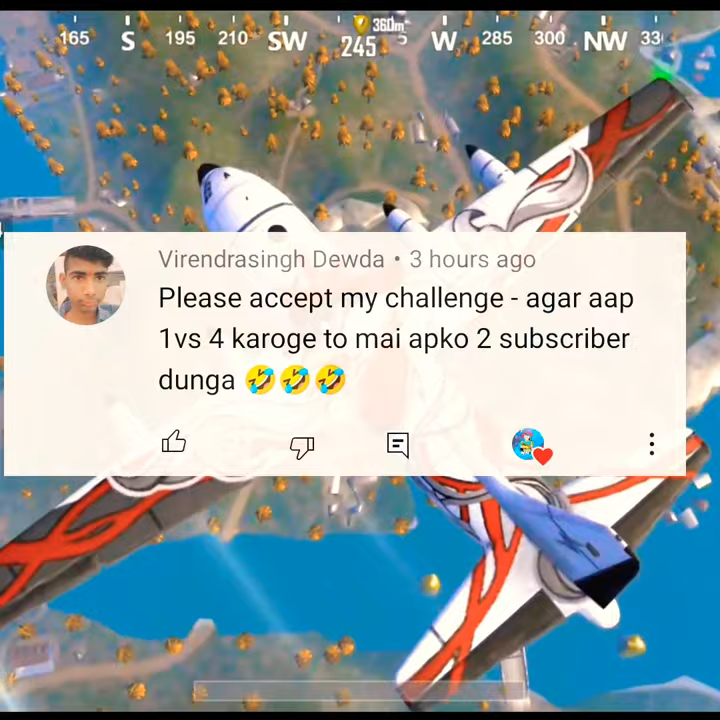 165 S 195 210 SW 245 W 285 300 NW
360m
Virendrasingh Dewda • 3 hours ago
Please accept my challenge - agar aap
1vs 4 karoge to mai apko 2 subscriber
dunga 🤣🤣🤣